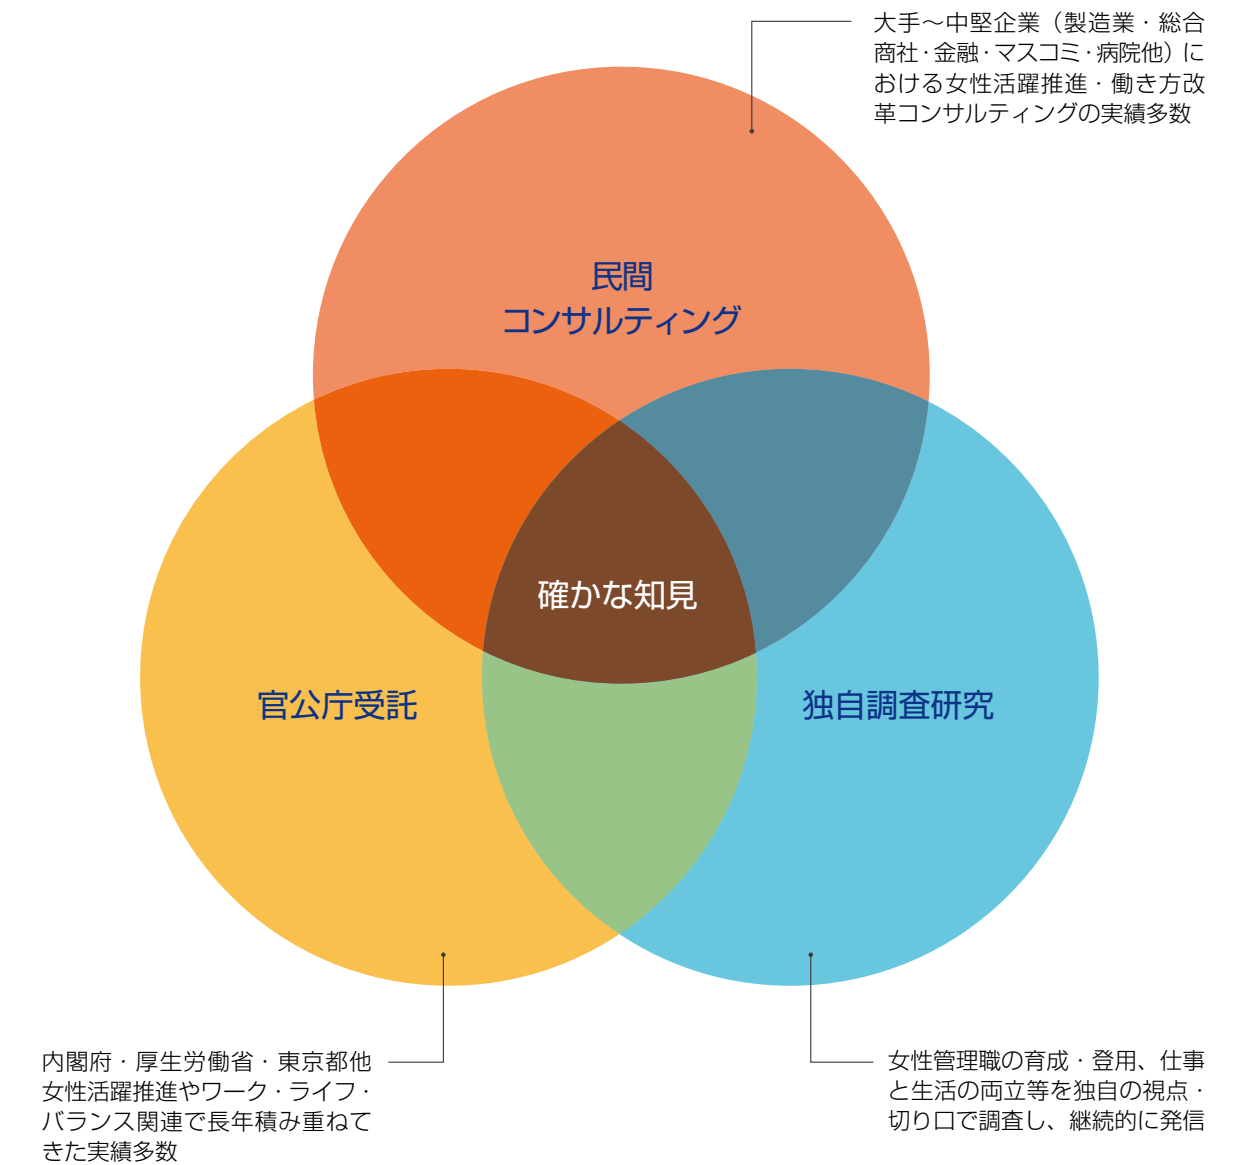 大手～中堅企業（製造業・総合
商社・金融・マスコミ・病院他）に
おける女性活躍推進・働き方改
革コンサルティングの実績多数
民間
コンサルティング
確かな知見
官公庁受託
独自調査研究
内閣府・厚生労働省・東京都他
女性活躍推進やワーク・ライフ・
バランス関連で長年積み重ねて
きた実績多数
女性管理職の育成・登用、仕事
と生活の両立等を独自の視点・
切り口で調査し、継続的に発信